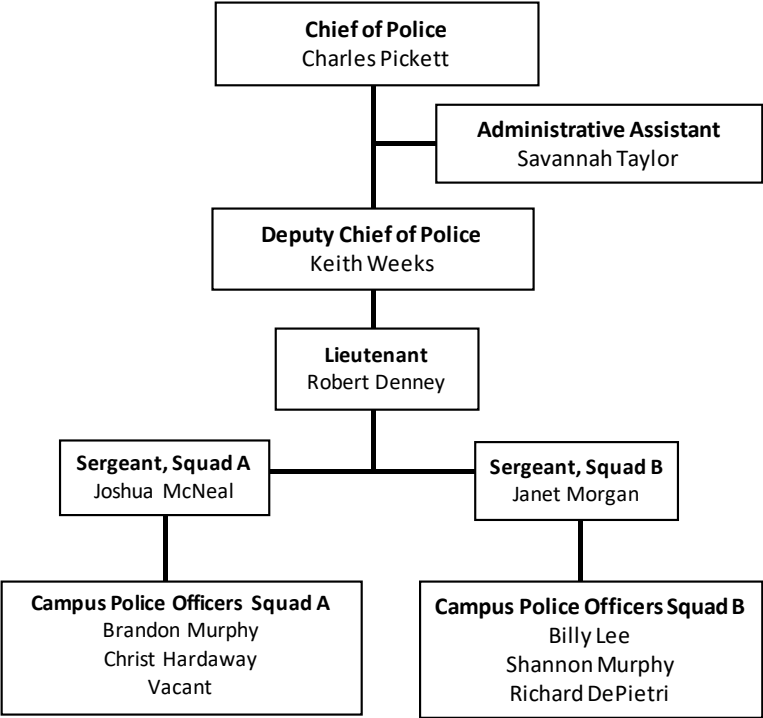 Chief of Police
Charles Pickett
Administrative Assistant
Savannah Taylor
Deputy Chief of Police
Keith Weeks
Lieutenant
Robert Denney
Sergeant, Squad A
Joshua McNeal
Sergeant, Squad B
Janet Morgan
Campus Police Officers Squad A
Brandon Murphy
Christ Hardaway
Vacant
Campus Police Officers Squad B
Billy Lee
Shannon Murphy
Richard DePietri